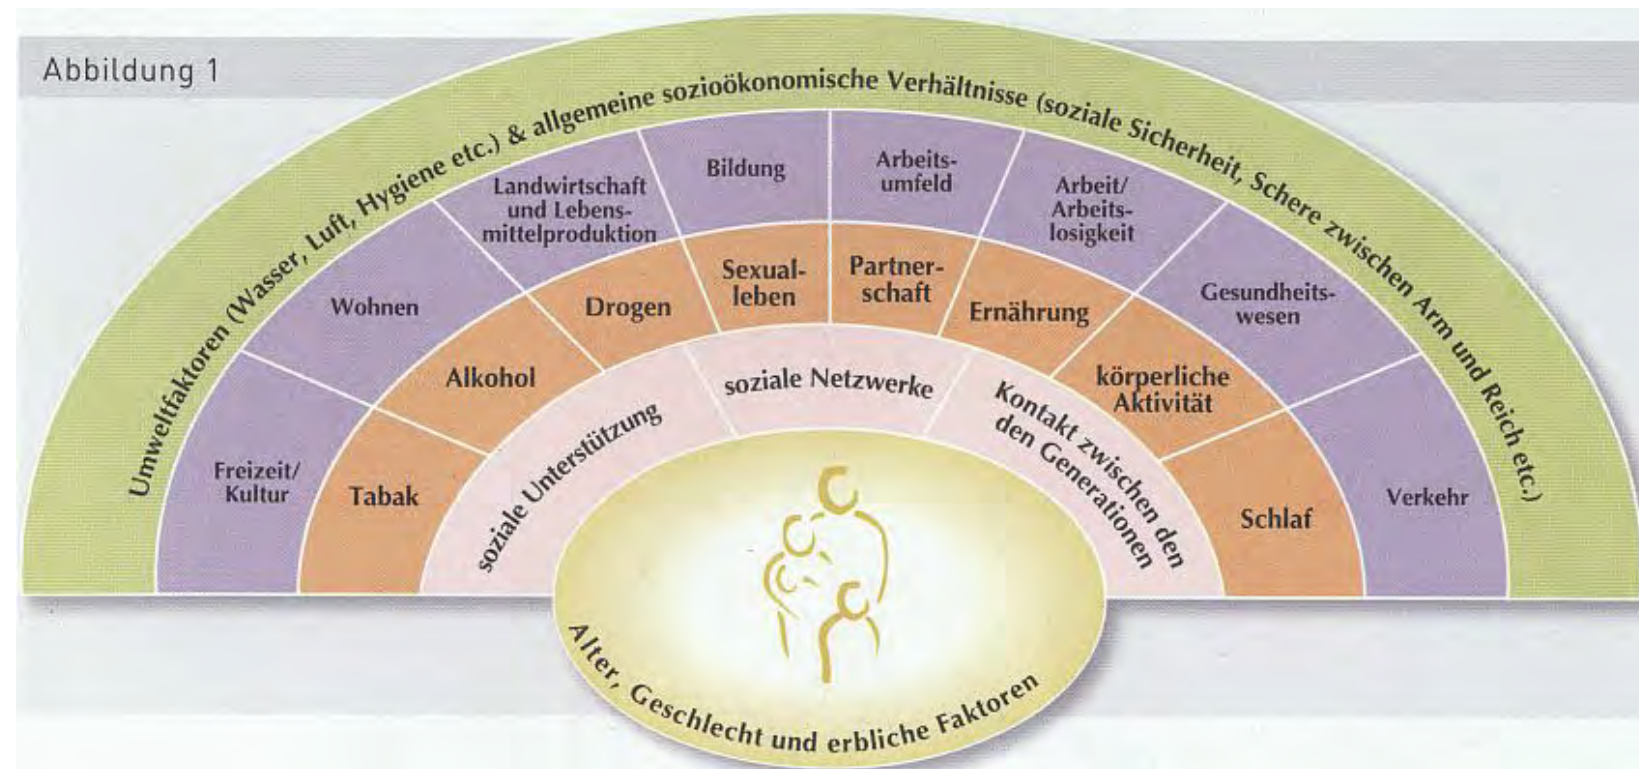 Abbildung 1
Umweltfaktoren (Wasser, Luft, Hygiene etc.) & allgemeine sozioökonomische Verhältnisse (soziale Sicherheit, Schere zwischen Arm und Reich etc.)
Freizeit/
Kultur
Wohnen
Landwirtschaft
und Lebens-
mittelproduktion
Bildung
Arbeits-
umfeld
Arbeit/
Arbeits-
losigkeit
Gesundheits-
wesen
Verkehr
Tabak
Alkohol
Drogen
Sexual-
leben
Partner-
schaft
Ernährung
körperliche
Aktivität
Schlaf
soziale Unterstützung
soziale Netzwerke
Kontakt zwischen den
den Generationen
Alter, Geschlecht und erbliche Faktoren